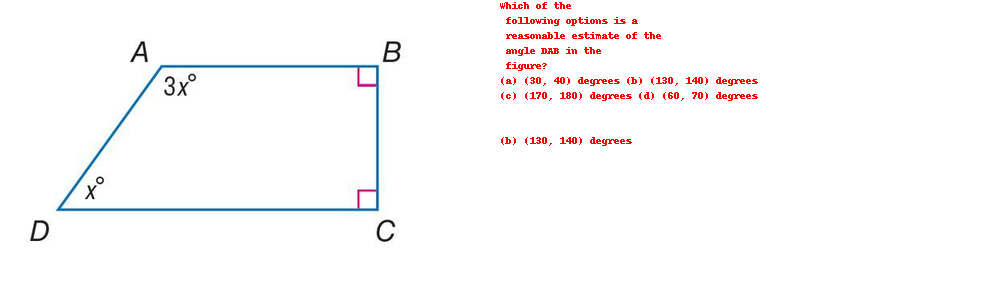 A
B
3x°
x°
D
C
Which of the
following options is a
reasonable estimate of the
angle DAB in the
figure?
(a) (30, 40) degrees (b) (130, 140) degrees
(c) (170, 180) degrees (d) (60, 70) degrees
(b) (130, 140) degrees